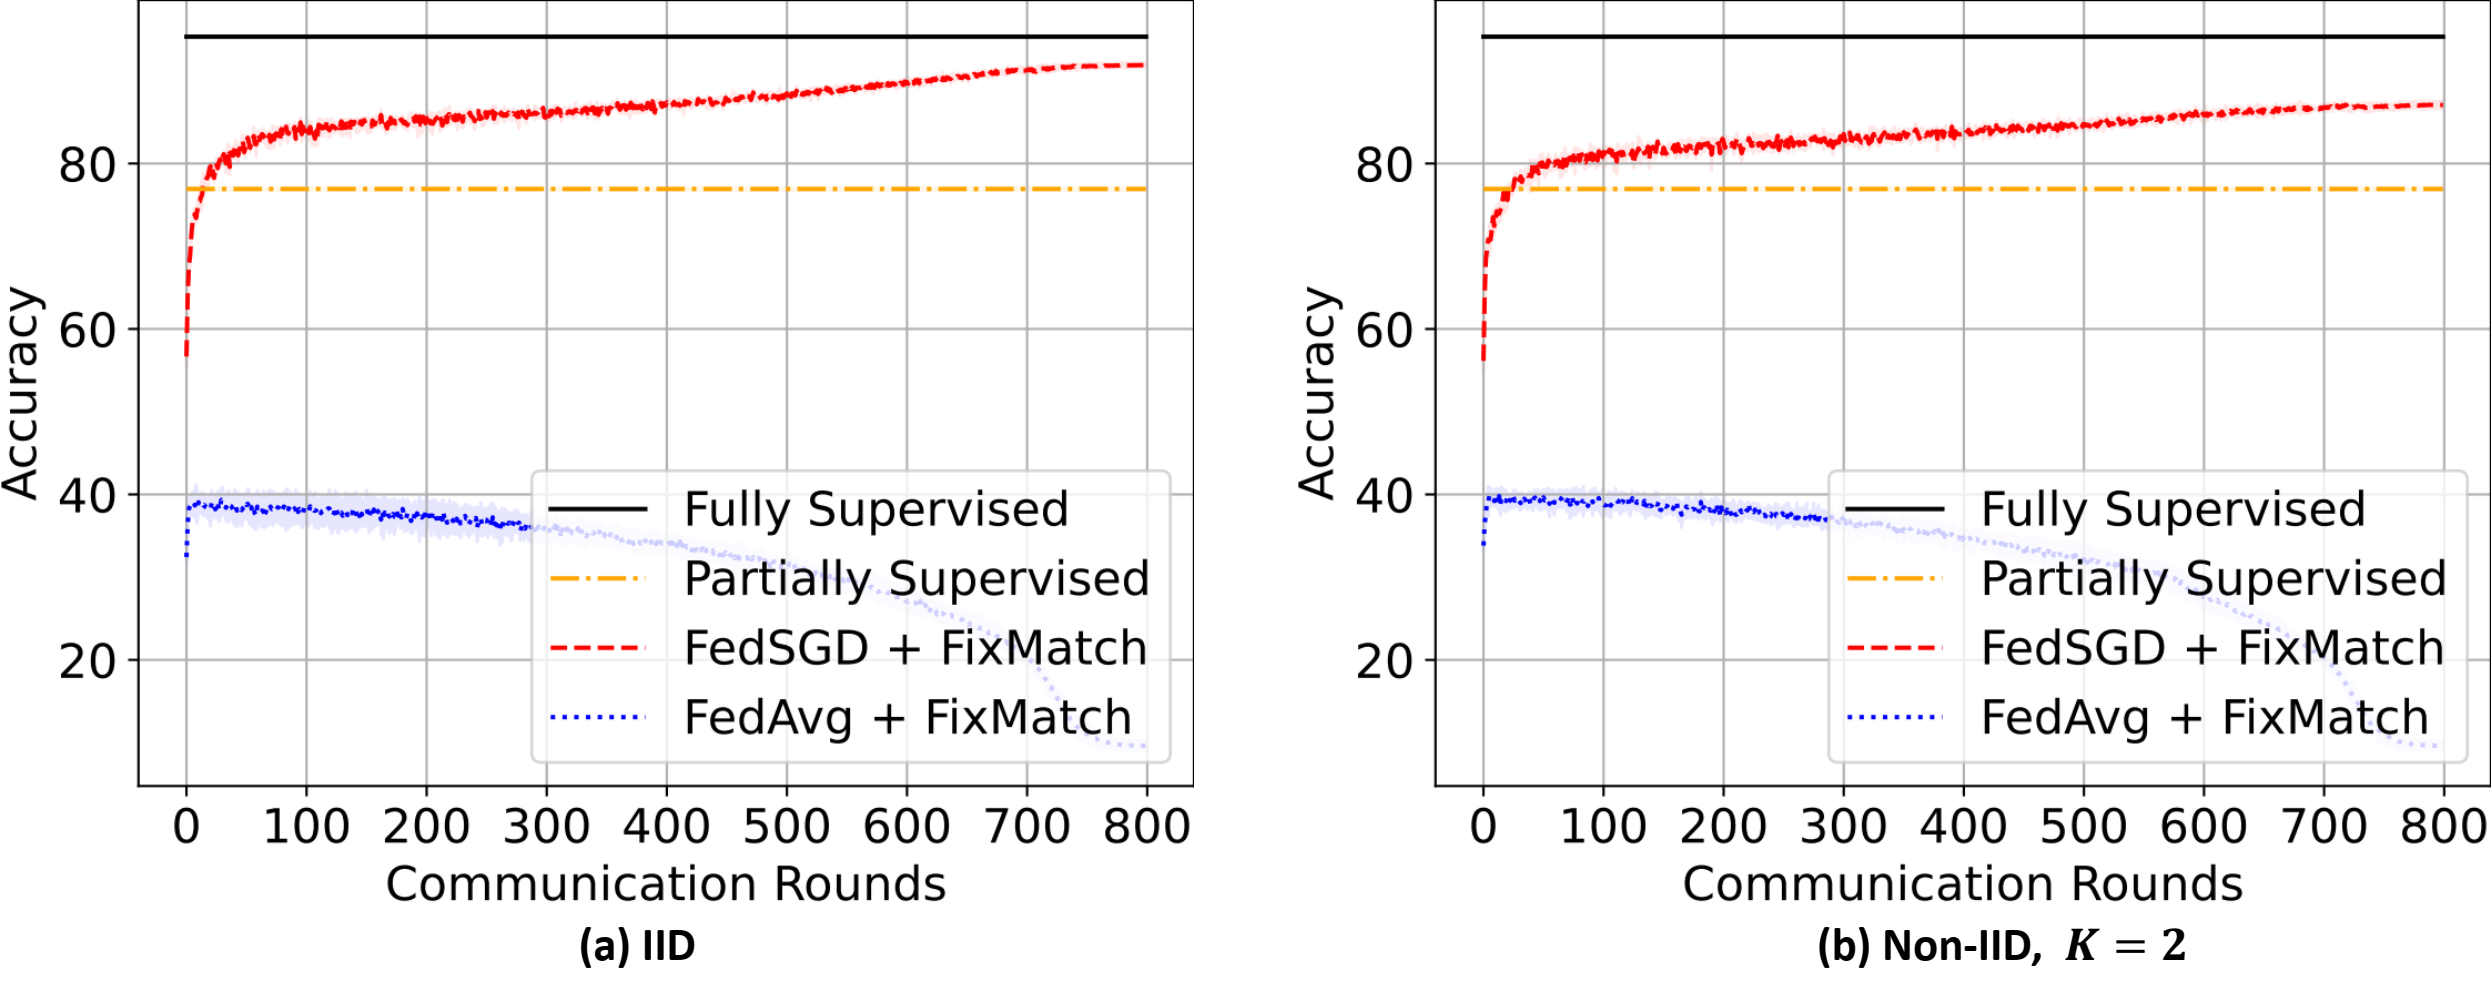 Accuracy
80
60
40
20
Fully Supervised
Partially Supervised
FedSGD + FixMatch
FedAvg + FixMatch
0 100 200 300 400 500 600 700 800
Communication Rounds
(a) IID
Accuracy
80
60
40
20
Fully Supervised
Partially Supervised
FedSGD + FixMatch
FedAvg + FixMatch
0 100 200 300 400 500 600 700 800
Communication Rounds
(b) Non-IID, K = 2